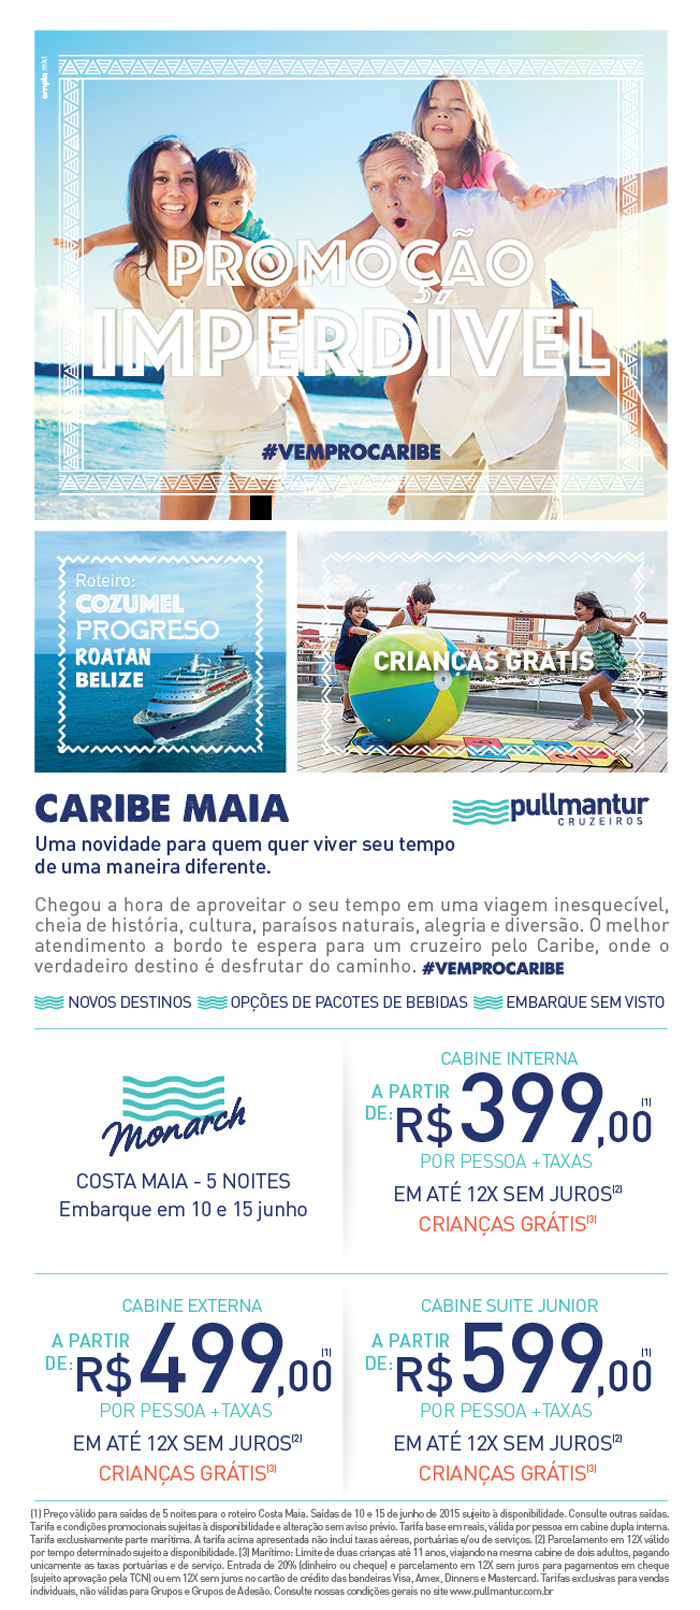 ampla mkt
PROMOÇÃO
IMPERDÍVEL
#VEMPROCARIBE
Roteiro:
COZUMEL
PROGRESO
ROATAN
BELIZE
CRIANÇAS GRÁTIS
CARIBE MAIA
pullmantur
CRUZEIROS
Uma novidade para quem quer viver seu tempo
de uma maneira diferente.
Chegou a hora de aproveitar o seu tempo em uma viagem inesquecível,
cheia de história, cultura, paraísos naturais, alegria e diversão. O melhor
atendimento a bordo te espera para um cruzeiro pelo Caribe, onde o
verdadeiro destino é desfrutar do caminho. #VEMPROCARIBE
NOVOS DESTINOS OPÇÕES DE PACOTES DE BEBIDAS EMBARQUE SEM VISTO
Monarch
COSTA MAIA - 5 NOITES
Embarque em 10 e 15 junho
CABINE INTERNA
A PARTIR
DE: R$ 399,00 (1)
POR PESSOA +TAXAS
EM ATÉ 12X SEM JUROS(2)
CRIANÇAS GRÁTIS(3)
CABINE EXTERNA
A PARTIR
DE: R$ 499,00 (1)
POR PESSOA +TAXAS
EM ATÉ 12X SEM JUROS(2)
CRIANÇAS GRÁTIS(3)
CABINE SUITE JUNIOR
A PARTIR
DE: R$ 599,00 (1)
POR PESSOA +TAXAS
EM ATÉ 12X SEM JUROS(2)
CRIANÇAS GRÁTIS(3)
(1) Preço válido para saídas de 5 noites para o roteiro Costa Maia. Saídas de 10 e 15 de junho de 2015 sujeito à disponibilidade. Consulte outras saídas.
Tarifa e condições promocionais sujeitas à disponibilidade e alteração sem aviso prévio. Tarifa base em reais, válida por pessoa em cabine dupla interna.
Tarifa exclusivamente parte marítima. A tarifa acima apresentada não inclui taxas aéreas, portuárias e/ou de serviços. (2) Parcelamento em 12X válido
por tempo determinado sujeito a disponibilidade. (3) Marítimo: Limite de duas crianças até 11 anos, viajando na mesma cabine de dois adultos, pagando
unicamente as taxas portuárias e de serviço. Entrada de 20% (dinheiro ou cheque) e parcelamento em 12X sem juros para pagamentos em cheque
(sujeito aprovação pela TCN) ou em 12X sem juros no cartão de crédito das bandeiras Visa, Amex, Dinners e Mastercard. Tarifas exclusivas para vendas
individuais, não válidas para Grupos e Grupos de Adesão. Consulte nossas condições gerais no site www.pullmantur.com.br